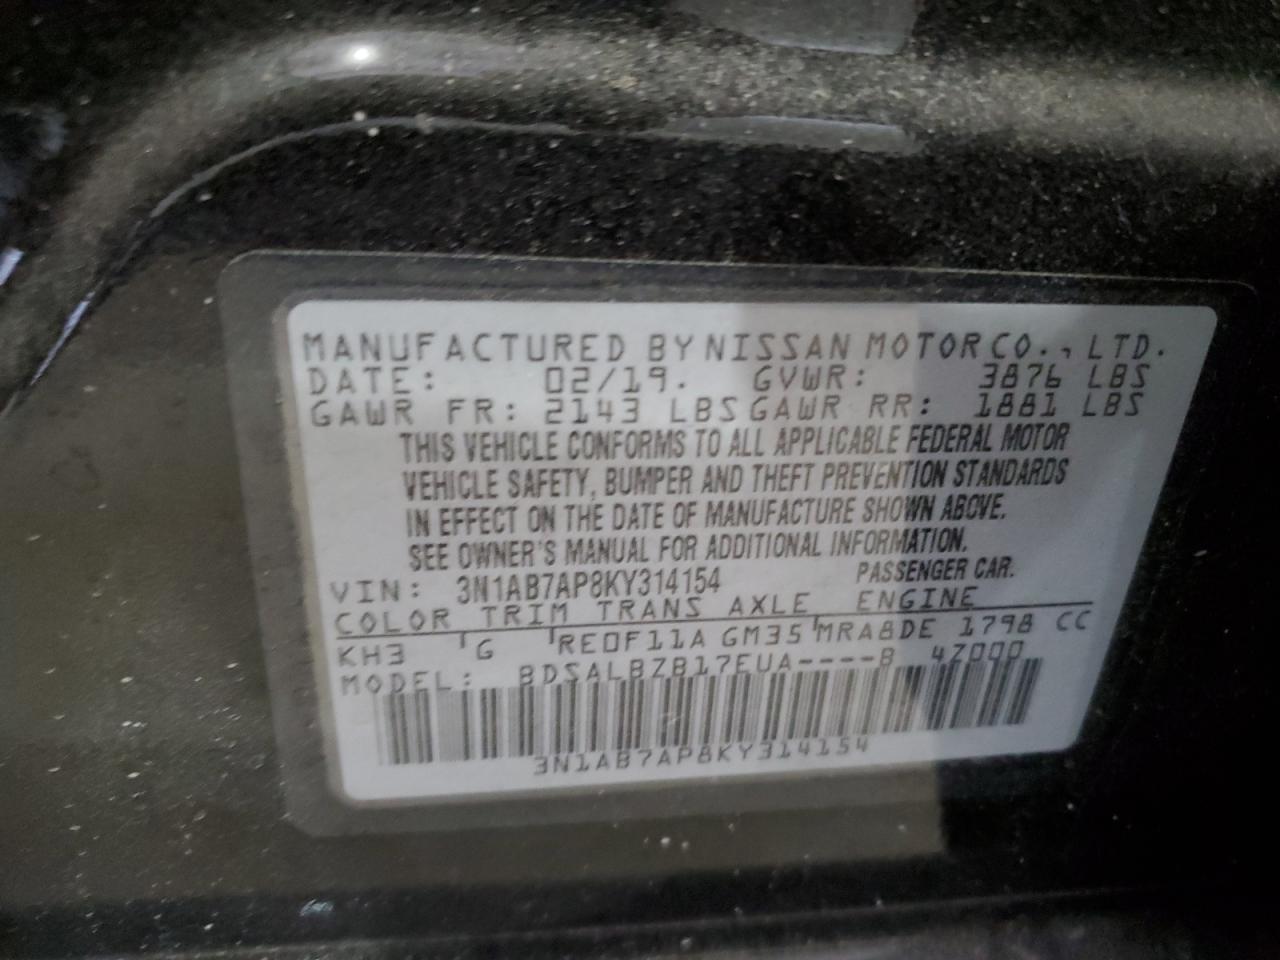 MANUFACTURED BY NISSAN MOTOR CO., LTD.
DATE: 02/19. GVWR: 3876 LBS
GAWR FR: 2143 LBS GAWR RR: 1881 LBS
THIS VEHICLE CONFORMS TO ALL APPLICABLE FEDERAL MOTOR
VEHICLE SAFETY, BUMPER AND THEFT PREVENTION STANDARDS
IN EFFECT ON THE DATE OF MANUFACTURE SHOWN ABOVE.
SEE OWNER'S MANUAL FOR ADDITIONAL INFORMATION.
VIN: 3N1AB7AP8KY314154 PASSENGER CAR.
COLOR TRIM TRANS AXLE ENGINE
KH3 G RE0F11A GM35 MRA8DE 1798 CC
MODEL: BDSALBZB17EUA----B 4Z000
3N1AB7AP8KY314154